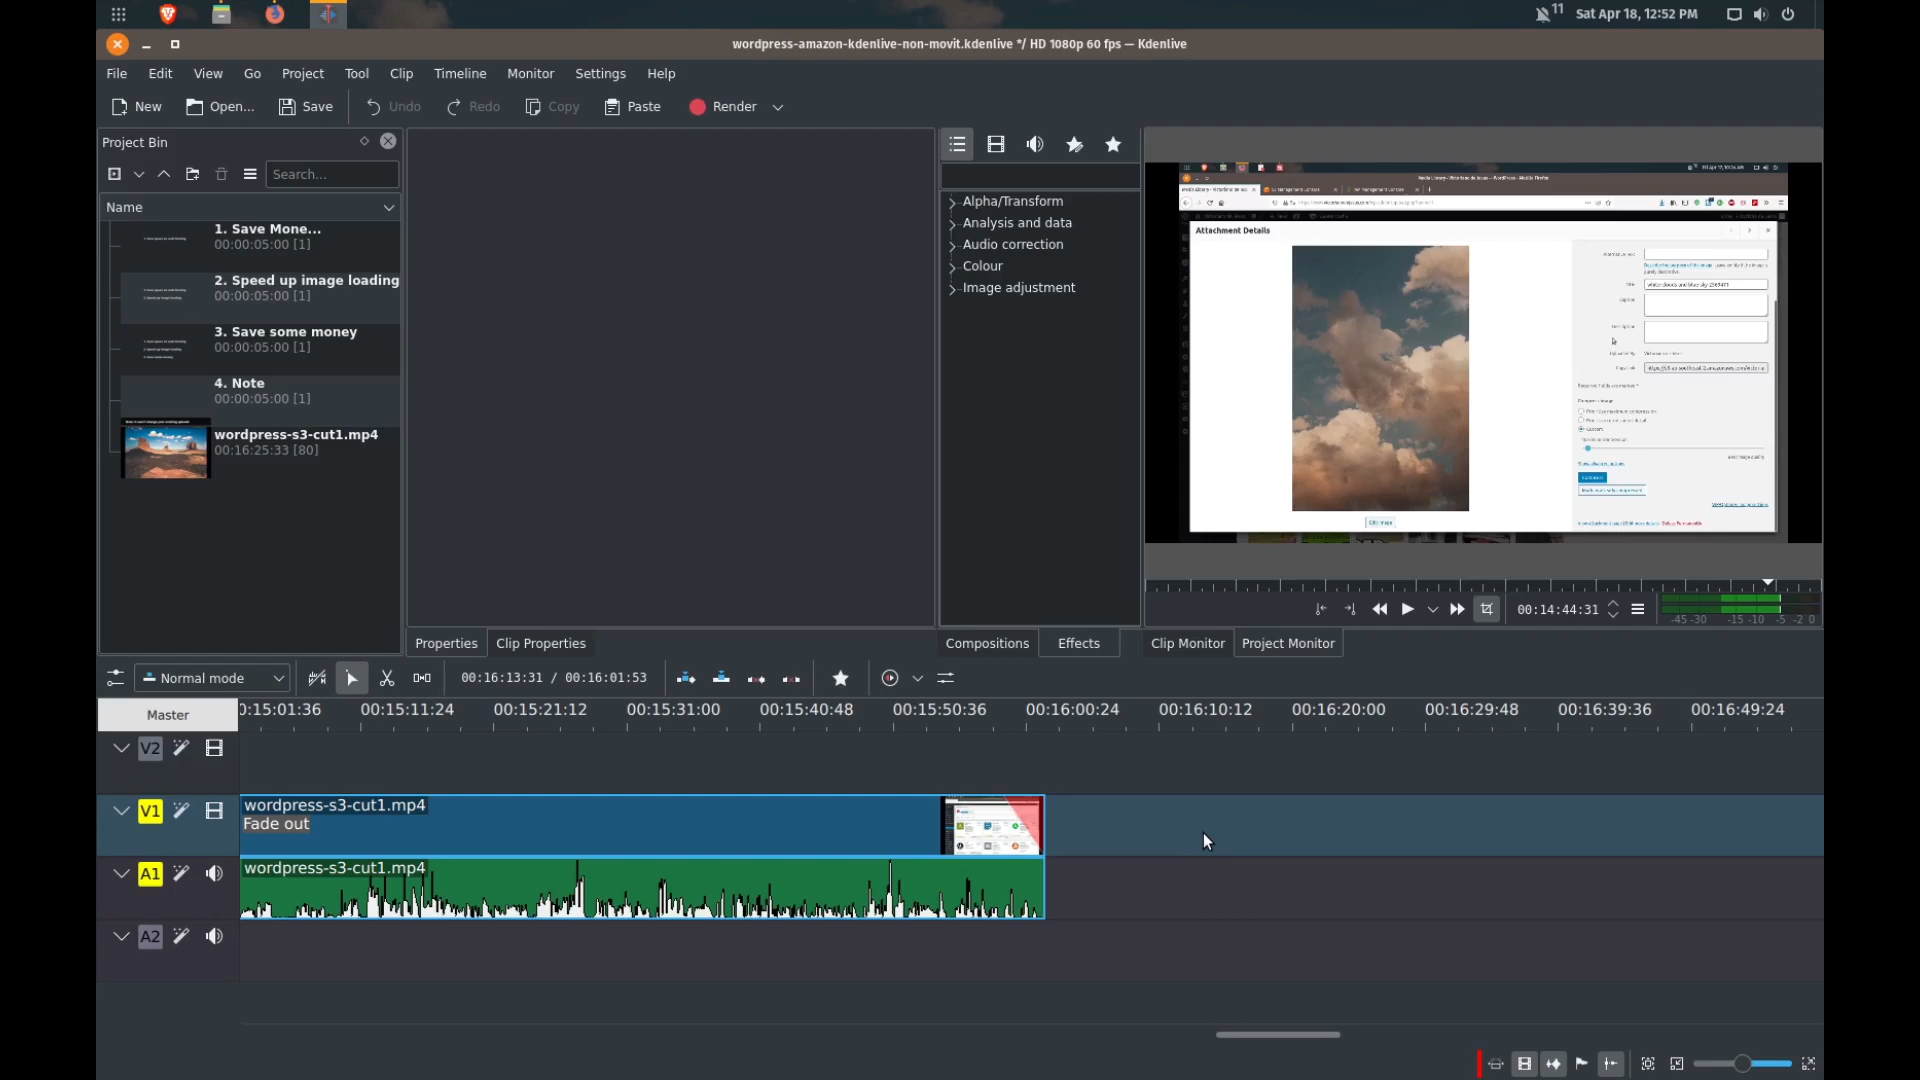 11
Sat Apr 18, 12:52 PM
wordpress-amazon-kdenlive-non-movit.kdenlive */ HD 1080p 60 fps — Kdenlive
File Edit View Go Project Tool Clip Timeline Monitor Settings Help
New Open... Save Undo Redo Copy Paste Render
Project Bin
Search...
Name
1. Save Mone...
00:00:05:00 [1]
2. Speed up image loading
00:00:05:00 [1]
3. Save some money
00:00:05:00 [1]
4. Note
00:00:05:00 [1]
wordpress-s3-cut1.mp4
00:16:25:33 [80]
Properties Clip Properties
Alpha/Transform
Analysis and data
Audio correction
Colour
Image adjustment
Compositions Effects
Attachment Details
00:14:44:31
-45 -30 -15 -10 -5 -2 0
Clip Monitor Project Monitor
Normal mode
00:16:13:31 / 00:16:01:53
Master
0:15:01:36 00:15:11:24 00:15:21:12 00:15:31:00 00:15:40:48 00:15:50:36 00:16:00:24 00:16:10:12 00:16:20:00 00:16:29:48 00:16:39:36 00:16:49:24
V2
V1
wordpress-s3-cut1.mp4
Fade out
A1
wordpress-s3-cut1.mp4
A2